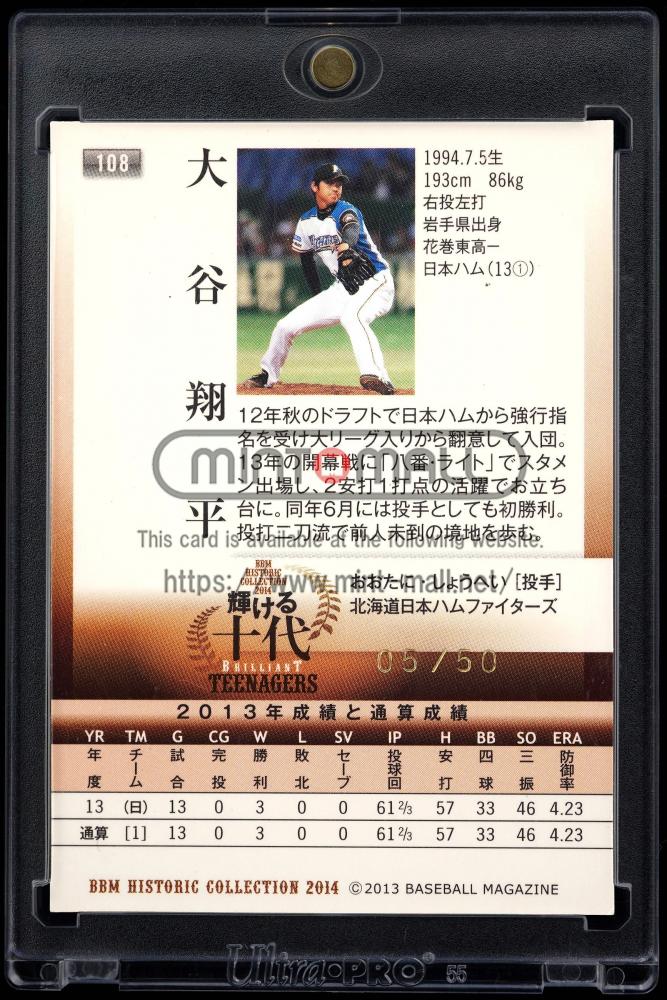 108
大谷翔平
1994.7.5生
193cm 86kg
右投左打
岩手県出身
花巻東高ー
日本ハム(13①)
12年秋のドラフトで日本ハムから強行指
名を受け大リーグ入りから翻意して入団。
13年の開幕戦に「八番・ライト」でスタメ
ン出場し、2安打1打点の活躍でお立ち
台に。同年6月には投手としても初勝利。
投打二刀流で前人未到の境地を歩む。
MINT MALL
This card is available at the following website.
https://www.mint-mall.net/
BBM
HISTORIC
COLLECTION
2014
輝ける
十代
BRILLIANT
TEENAGERS
おおたに・しょうへい [投手]
北海道日本ハムファイターズ
05/50
2013年成績と通算成績
YR TM G CG W L SV IP H BB SO ERA
年度 チーム 試合 完投 勝利 敗北 セーブ 投球回 安打 四球 三振 防御率
13 (日) 13 0 3 0 0 61 2/3 57 33 46 4.23
通算 [1] 13 0 3 0 0 61 2/3 57 33 46 4.23
BBM HISTORIC COLLECTION 2014 ©2013 BASEBALL MAGAZINE
Ultra·PRO® 55